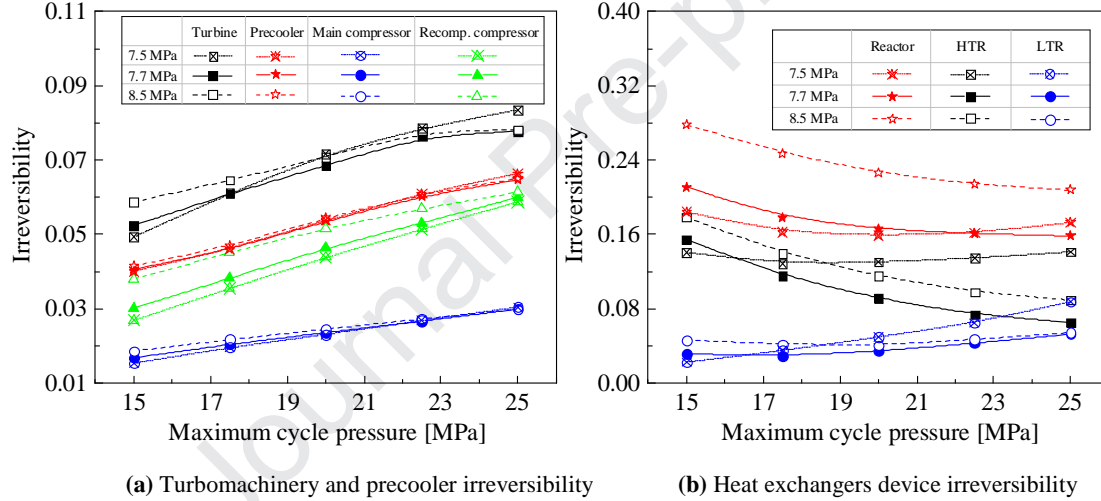 Turbine Precooler Main compressor Recomp. compressor
7.5 MPa
7.7 MPa
8.5 MPa
0.11
0.09
0.07
0.05
0.03
0.01
Irreversibility
15 17 19 21 23 25
Maximum cycle pressure [MPa]
(a) Turbomachinery and precooler irreversibility
Reactor HTR LTR
7.5 MPa
7.7 MPa
8.5 MPa
0.40
0.32
0.24
0.16
0.08
0.00
Irreversibility
15 17 19 21 23 25
Maximum cycle pressure [MPa]
(b) Heat exchangers device irreversibility
Journal Pre-p